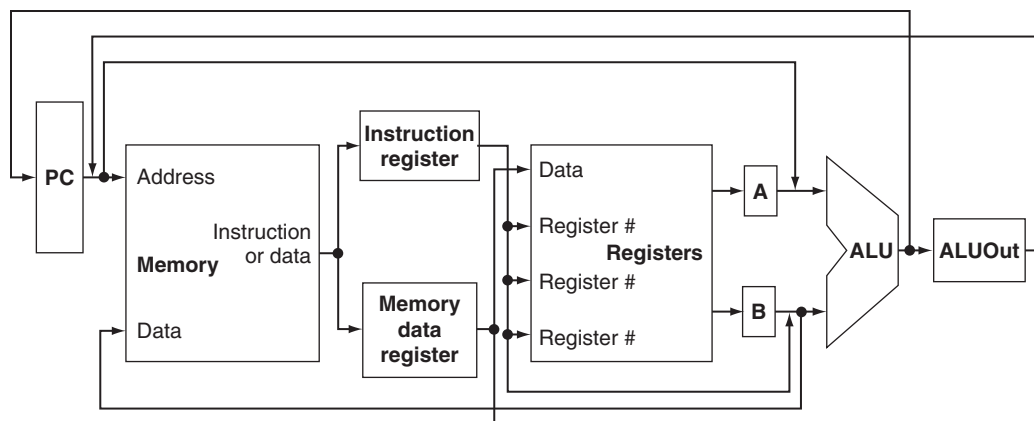 PC
Address
Memory
Instruction
or data
Data
Instruction
register
Memory
data
register
Data
Register #
Registers
Register #
Register #
A
B
ALU
ALUOut